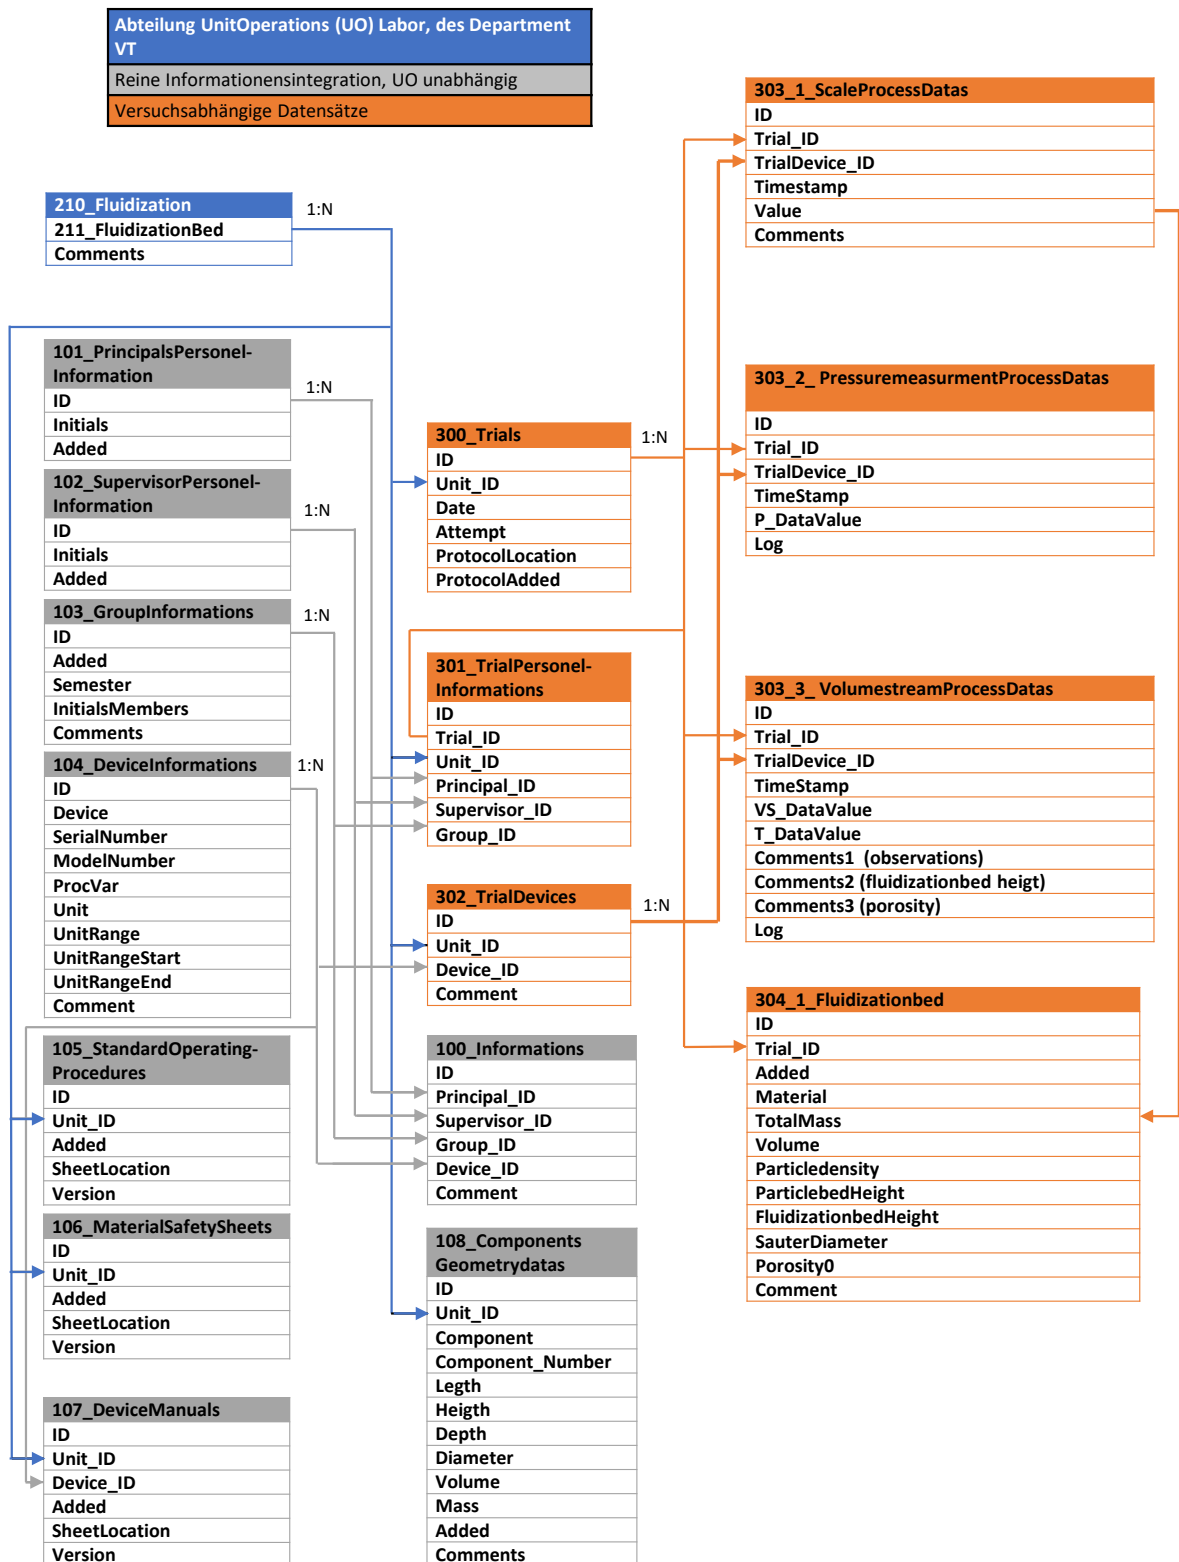 Abteilung UnitOperations (UO) Labor, des Department
VT
Reine Informationensintegration, UO unabhängig
Versuchsabhängige Datensätze
210_Fluidization
1:N
211_FluidizationBed
Comments
101_PrincipalsPersonel-
Information
1:N
ID
Initials
Added
102_SupervisorPersonel-
Information
1:N
ID
Initials
Added
103_GroupInformations
1:N
ID
Added
Semester
InitialsMembers
Comments
104_DeviceInformations
1:N
ID
Device
SerialNumber
ModelNumber
ProcVar
Unit
UnitRange
UnitRangeStart
UnitRangeEnd
Comment
105_StandardOperating-
Procedures
ID
Unit_ID
Added
SheetLocation
Version
106_MaterialSafetySheets
ID
Unit_ID
Added
SheetLocation
Version
107_DeviceManuals
ID
Unit_ID
Device_ID
Added
SheetLocation
Version
300_Trials
1:N
ID
Unit_ID
Date
Attempt
ProtocolLocation
ProtocolAdded
301_TrialPersonel-
Informations
ID
Trial_ID
Unit_ID
Principal_ID
Supervisor_ID
Group_ID
302_TrialDevices
1:N
ID
Unit_ID
Device_ID
Comment
100_Informations
ID
Principal_ID
Supervisor_ID
Group_ID
Device_ID
Comment
108_Components
Geometrydatas
ID
Unit_ID
Component
Component_Number
Legth
Heigth
Depth
Diameter
Volume
Mass
Added
Comments
303_1_ScaleProcessDatas
ID
Trial_ID
TrialDevice_ID
Timestamp
Value
Comments
303_2_ PressuremeasurmentProcessDatas
ID
Trial_ID
TrialDevice_ID
TimeStamp
P_DataValue
Log
303_3_ VolumestreamProcessDatas
ID
Trial_ID
TrialDevice_ID
TimeStamp
VS_DataValue
T_DataValue
Comments1 (observations)
Comments2 (fluidizationbed heigt)
Comments3 (porosity)
Log
304_1_Fluidizationbed
ID
Trial_ID
Added
Material
TotalMass
Volume
Particledensity
ParticlebedHeight
FluidizationbedHeight
SauterDiameter
Porosity0
Comment